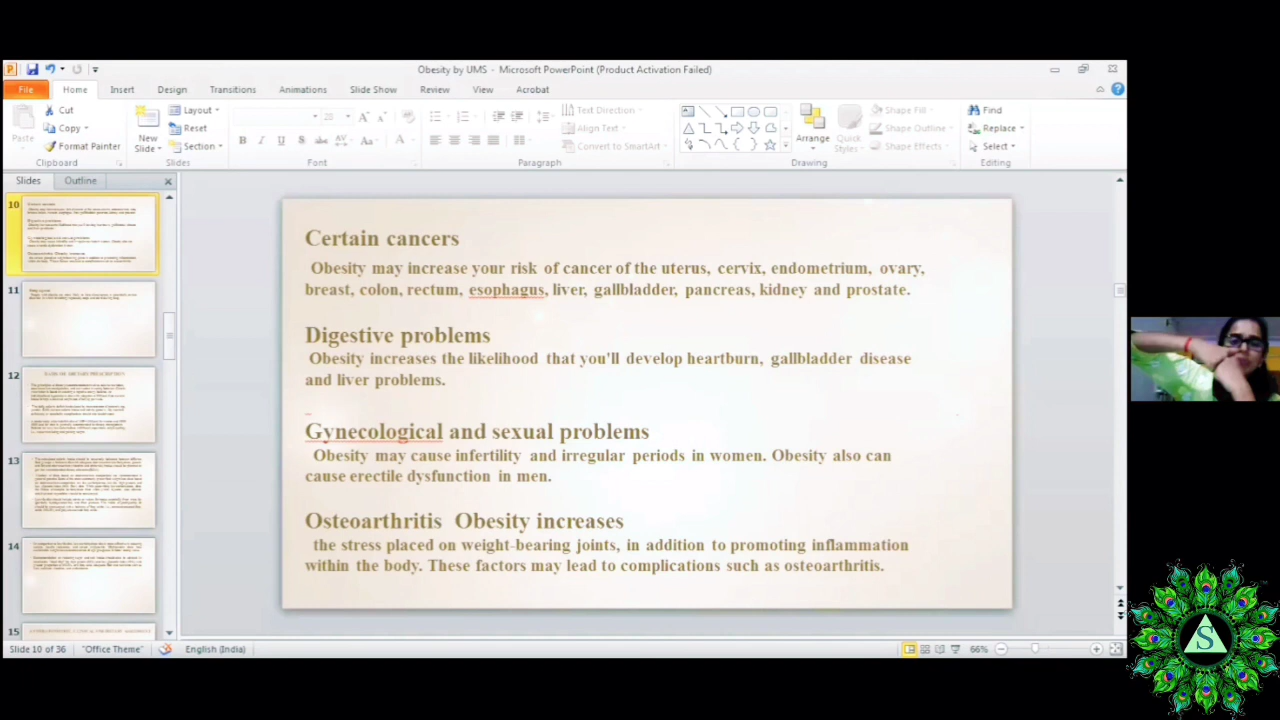 Obesity by UMS - Microsoft PowerPoint (Product Activation Failed)
File Home Insert Design Transitions Animations Slide Show Review View Acrobat
Cut
Copy
Format Painter
Paste
Clipboard
New
Slide
Layout
Reset
Section
Slides
Font
Text Direction
Align Text
Convert to SmartArt
Paragraph
Arrange
Quick
Styles
Shape Fill
Shape Outline
Shape Effects
Drawing
Find
Replace
Select
Editing
Slides Outline
10
11
12
13
14
15
Certain cancers
Obesity may increase your risk of cancer of the uterus, cervix, endometrium, ovary,
breast, colon, rectum, esophagus, liver, gallbladder, pancreas, kidney and prostate.
Digestive problems
Obesity increases the likelihood that you'll develop heartburn, gallbladder disease
and liver problems.
Gynecological and sexual problems
Obesity may cause infertility and irregular periods in women. Obesity also can
cause erectile dysfunction in men.
Osteoarthritis Obesity increases
The stress placed on weight-bearing joints, in addition to promoting inflammation
within the body. These factors may lead to complications such as osteoarthritis.
Slide 10 of 36 "Office Theme" English (India) 66%
S